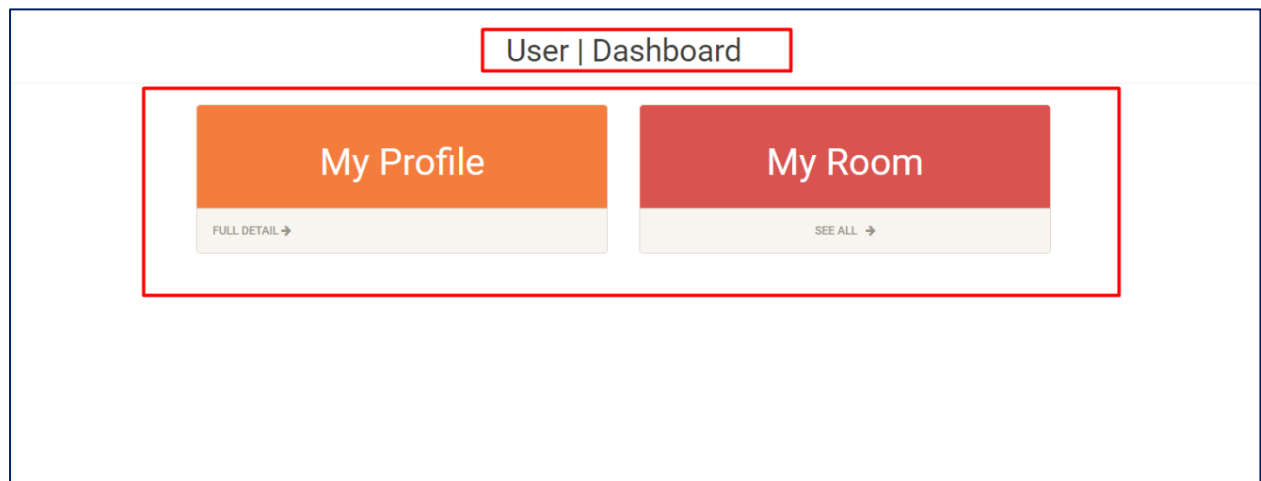 User | Dashboard
My Profile
My Room
FULL DETAIL
SEE ALL